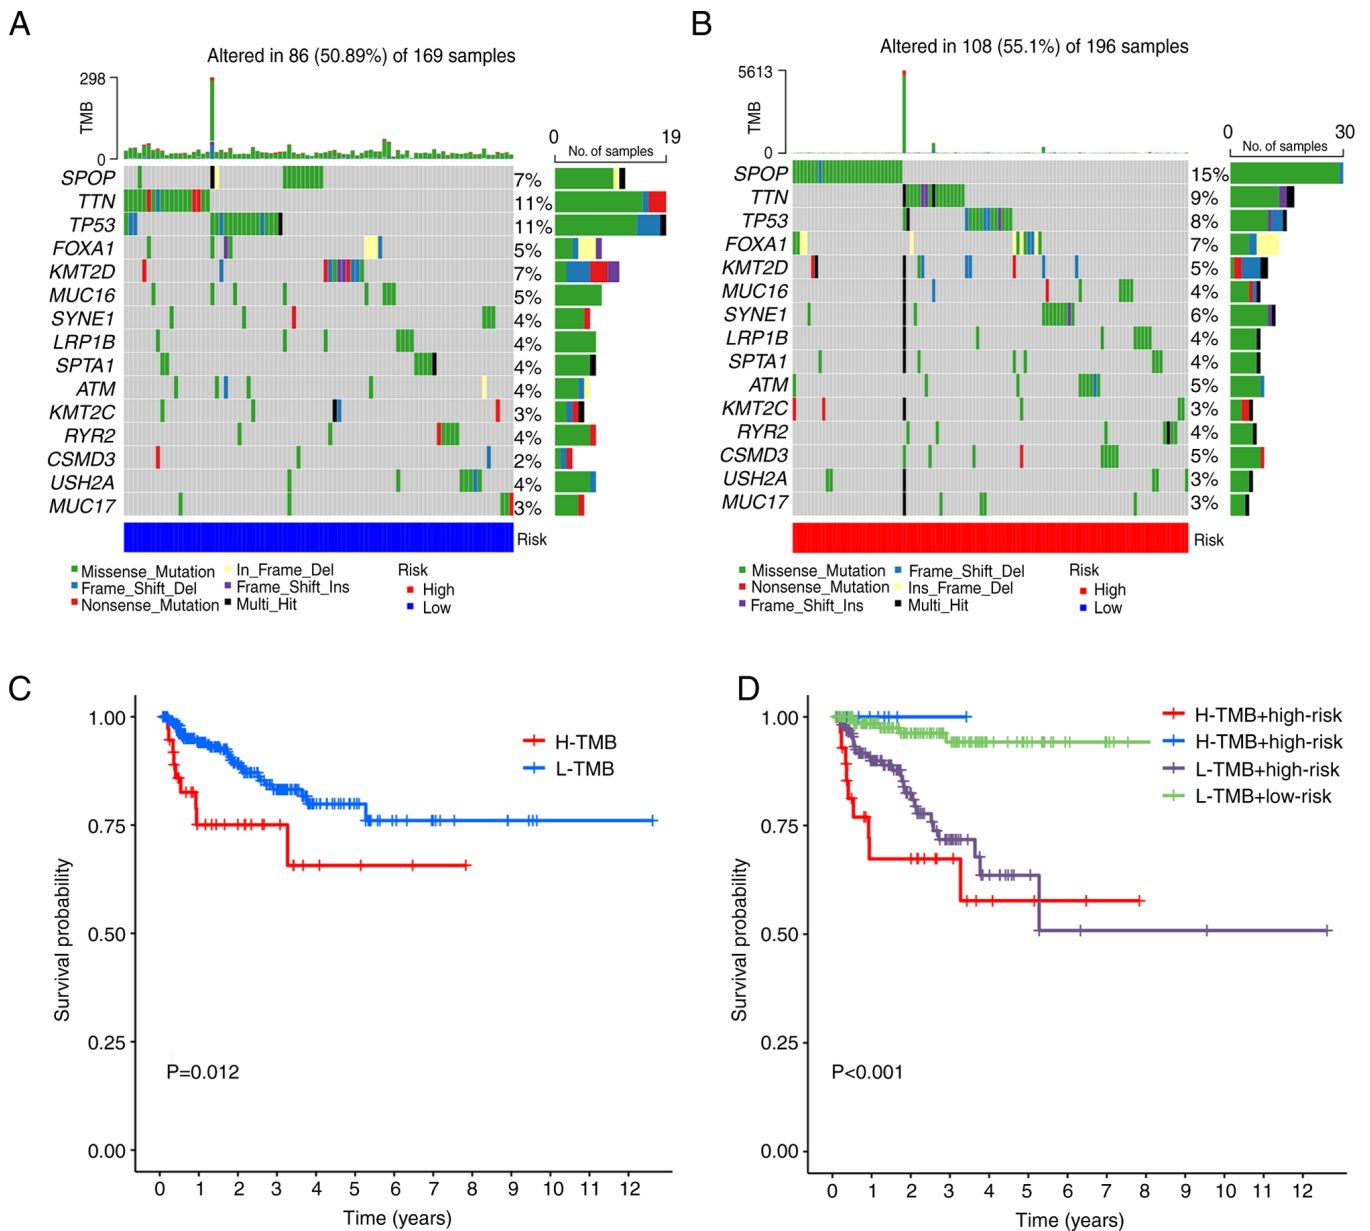 A
Altered in 86 (50.89%) of 169 samples
298
TMB
0
0 19
No. of samples
SPOP 7%
TTN 11%
TP53 11%
FOXA1 5%
KMT2D 7%
MUC16 5%
SYNE1 4%
LRP1B 4%
SPTA1 4%
ATM 4%
KMT2C 3%
RYR2 4%
CSMD3 2%
USH2A 4%
MUC17 3%
Risk
Missense_Mutation In_Frame_Del Risk
Frame_Shift_Del Frame_Shift_Ins High
Nonsense_Mutation Multi_Hit Low
B
Altered in 108 (55.1%) of 196 samples
5613
TMB
0
0 30
No. of samples
SPOP 15%
TTN 9%
TP53 8%
FOXA1 7%
KMT2D 5%
MUC16 4%
SYNE1 6%
LRP1B 4%
SPTA1 4%
ATM 5%
KMT2C 3%
RYR2 4%
CSMD3 5%
USH2A 3%
MUC17 3%
Risk
Missense_Mutation Frame_Shift_Del Risk
Nonsense_Mutation Ins_Frame_Del High
Frame_Shift_Ins Multi_Hit Low
C
1.00
0.75
0.50
0.25
0.00
Survival probability
H-TMB
L-TMB
P=0.012
0 1 2 3 4 5 6 7 8 9 10 11 12
Time (years)
D
1.00
0.75
0.50
0.25
0.00
Survival probability
H-TMB+high-risk
H-TMB+high-risk
L-TMB+high-risk
L-TMB+low-risk
P<0.001
0 1 2 3 4 5 6 7 8 9 10 11 12
Time (years)